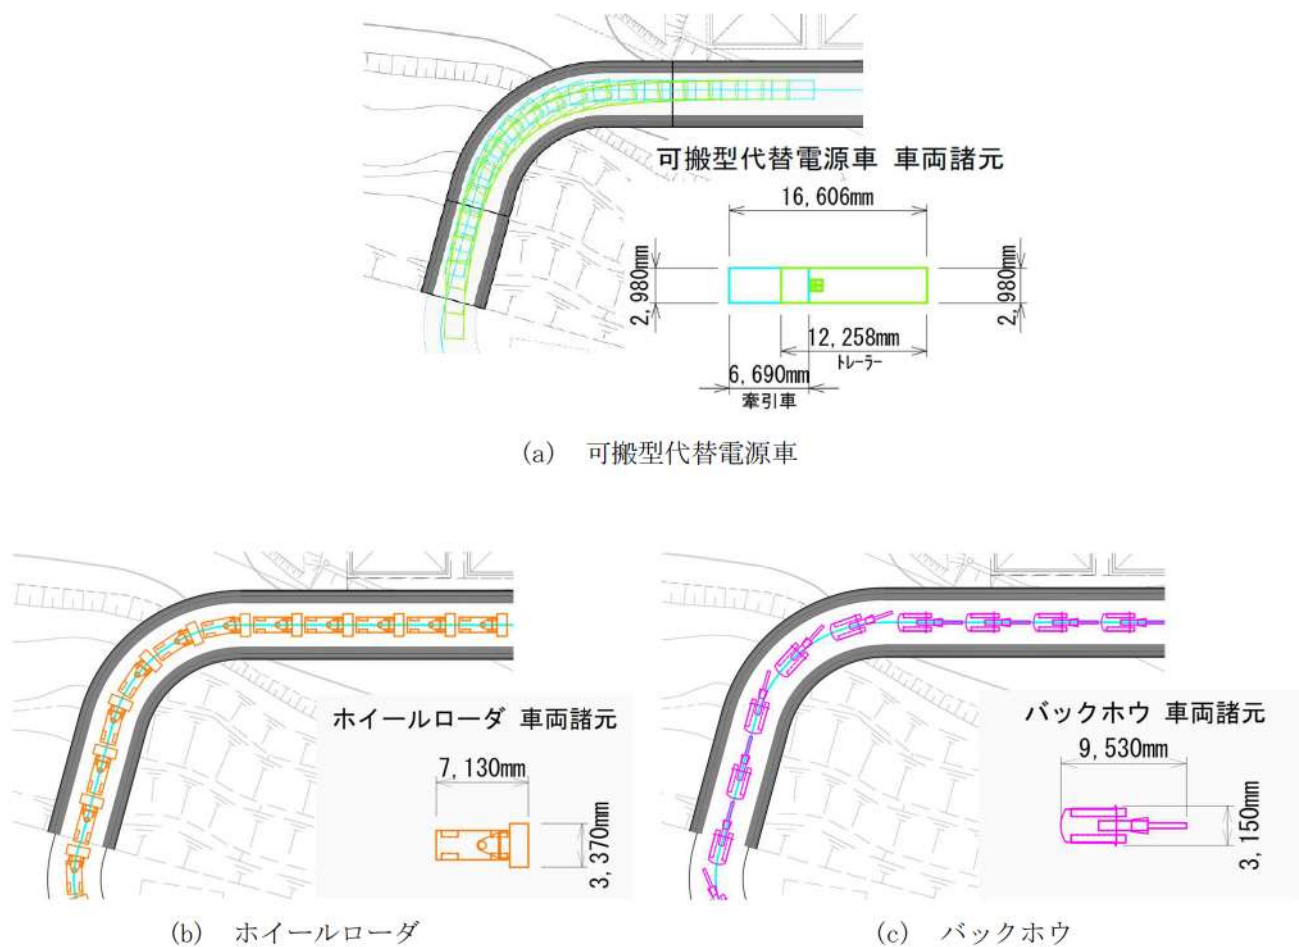 可搬型代替電源車 車両諸元
16,606mm
2,980mm
2,980mm
12,258mm
トレーラー
6,690mm
牽引車
(a) 可搬型代替電源車
ホイールローダ 車両諸元
7,130mm
3,370mm
(b) ホイールローダ
バックホウ 車両諸元
9,530mm
3,150mm
(c) バックホウ